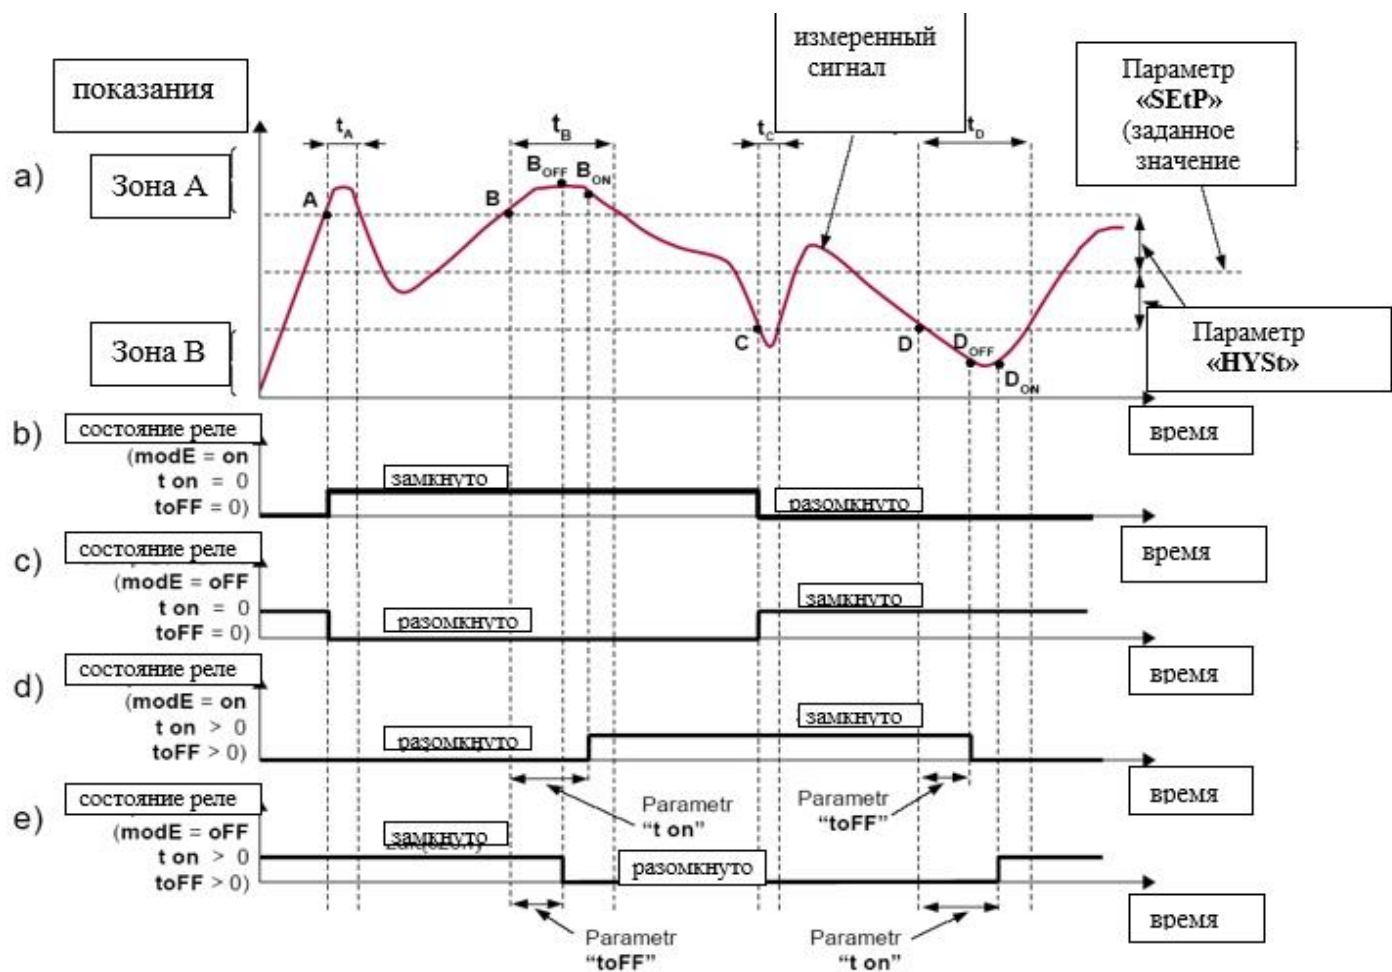 измеренный
сигнал
Параметр
«SEtP»
(заданное
значение
показания
tA
tB
tC
tD
a)
Зона A
A
B
BOFF
BON
Зона B
C
D
DOFF
DON
Параметр
«HYSt»
время
b)
состояние реле
(modE = on
t on = 0
toFF = 0)
замкнуто
разомкнуто
время
c)
состояние реле
(modE = oFF
t on = 0
toFF = 0)
разомкнуто
замкнуто
время
d)
состояние реле
(modE = on
t on > 0
toFF > 0)
разомкнуто
замкнуто
время
Parametr
“t on”
Parametr
“toFF”
e)
состояние реле
(modE = oFF
t on > 0
toFF > 0)
замкнуто
разомкнуто
время
Parametr
“toFF”
Parametr
“t on”